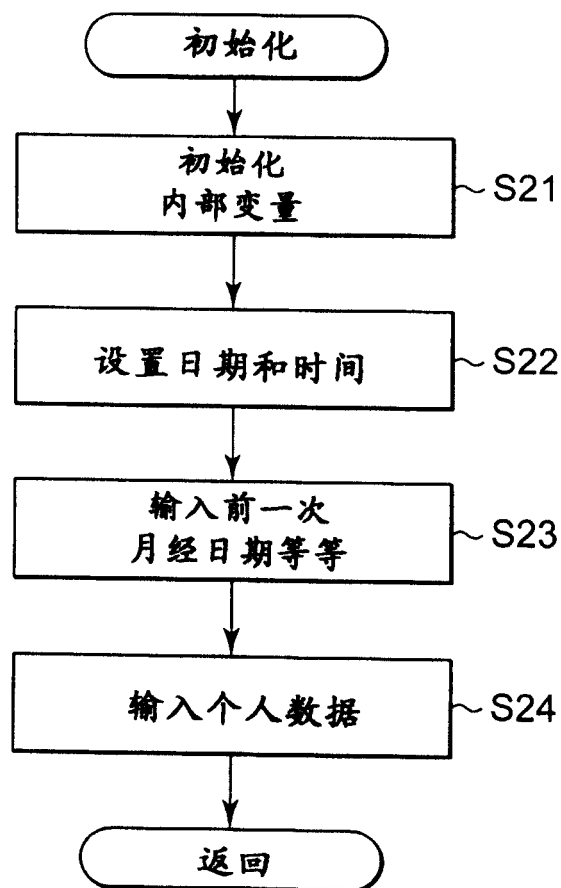 初始化
初始化
内部变量
S21
设置日期和时间
S22
输入前一次
月经日期等等
S23
输入个人数据
S24
返回